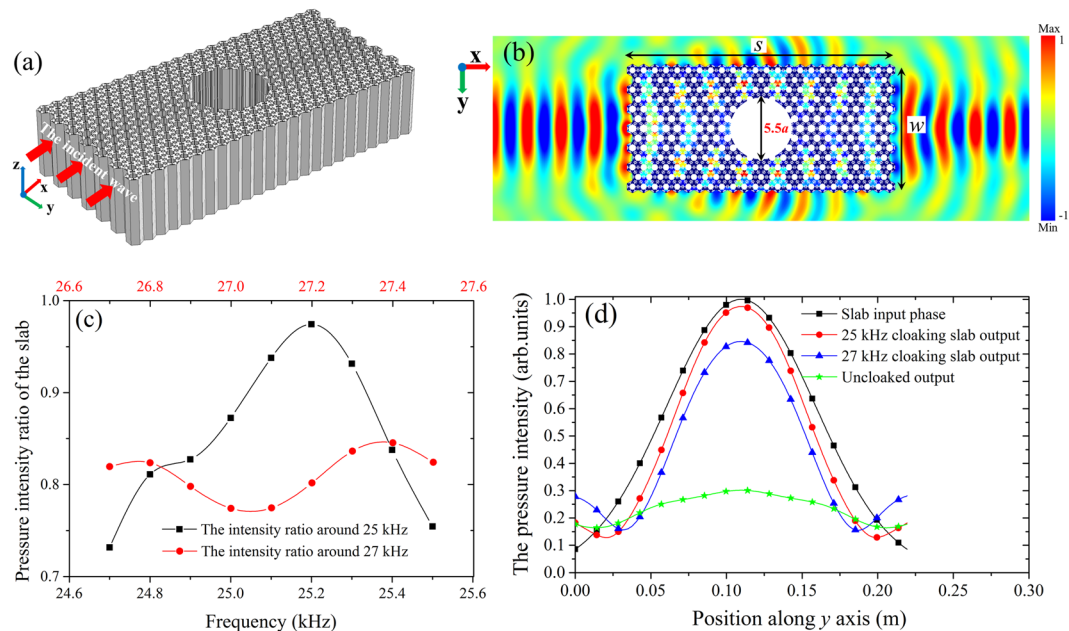 (a)
The incident wave
z
x
y
(b)
x
y
s
w
5.5a
Max
1
-1
Min
26.6 26.8 27.0 27.2 27.4 27.6
(c)
1.0
0.9
0.8
0.7
Pressure intensity ratio of the slab
The intensity ratio around 25 kHz
The intensity ratio around 27 kHz
24.6 24.8 25.0 25.2 25.4 25.6
Frequency (kHz)
(d)
1.0
0.9
0.8
0.7
0.6
0.5
0.4
0.3
0.2
0.1
0.0
The pressure intensity (arb.units)
Slab input phase
25 kHz cloaking slab output
27 kHz cloaking slab output
Uncloaked output
0.00 0.05 0.10 0.15 0.20 0.25 0.30
Position along y axis (m)